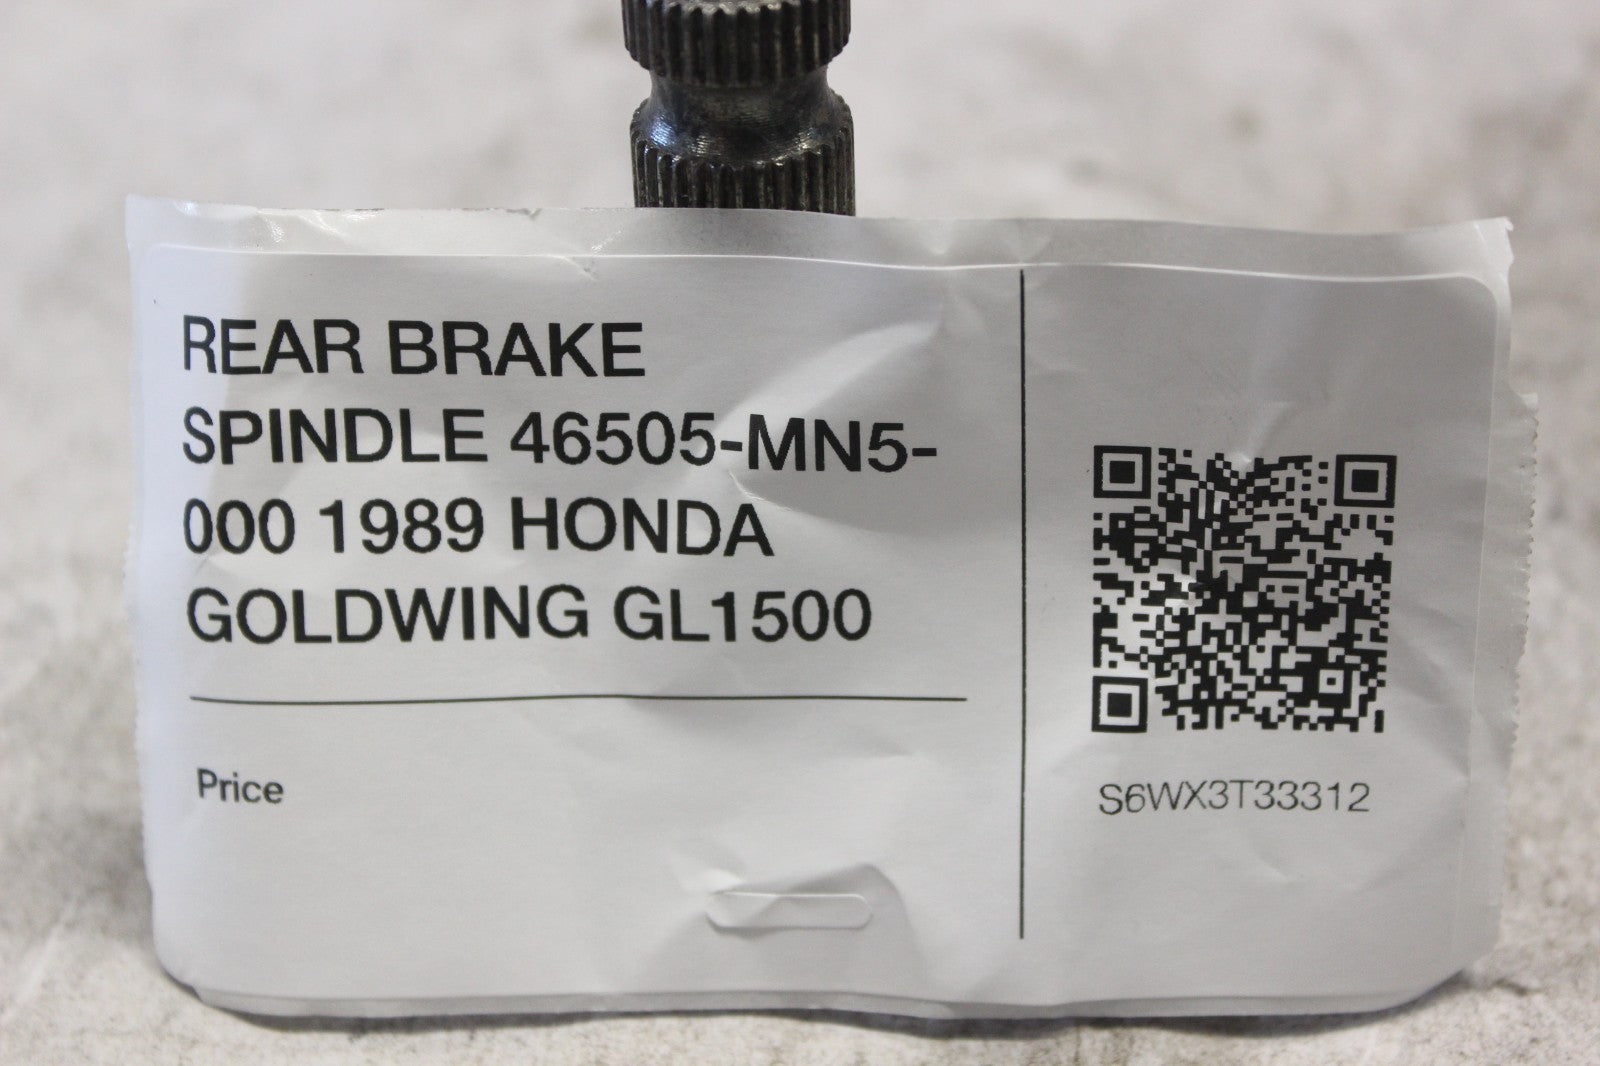 REAR BRAKE
SPINDLE 46505-MN5-
000 1989 HONDA
GOLDWING GL1500
Price
S6WX3T33312